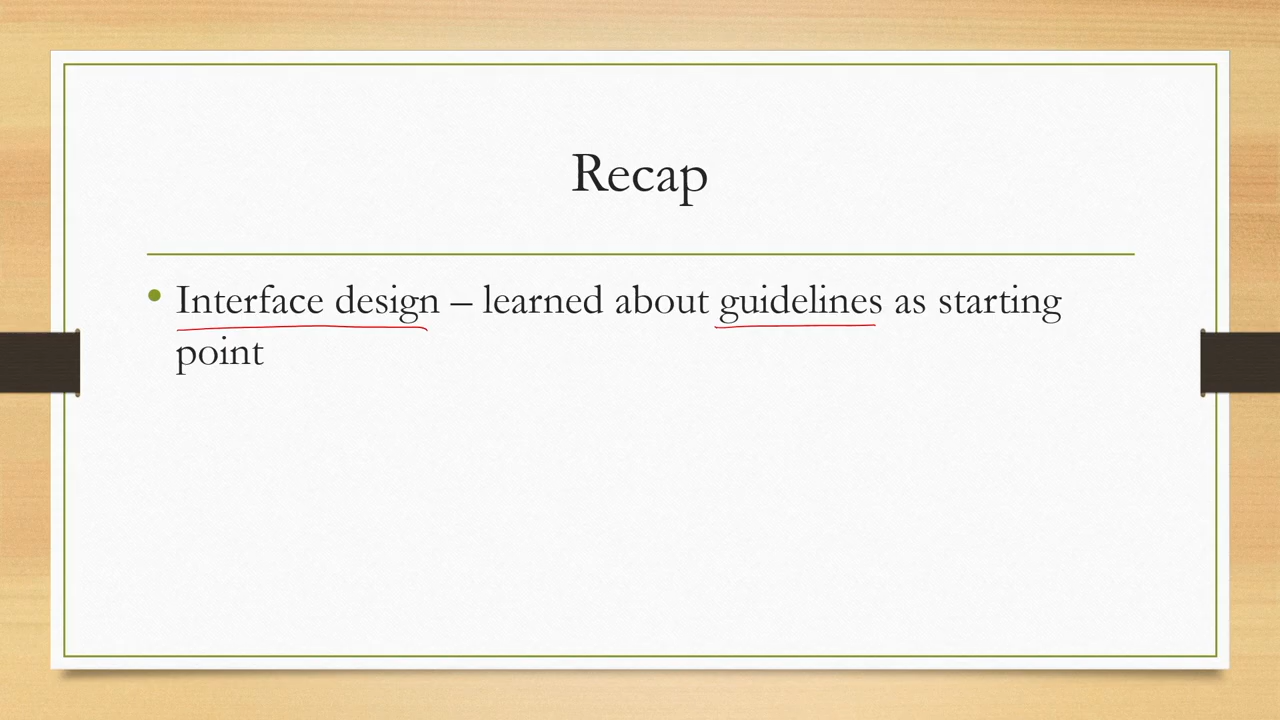 Recap
• Interface design – learned about guidelines as starting
point